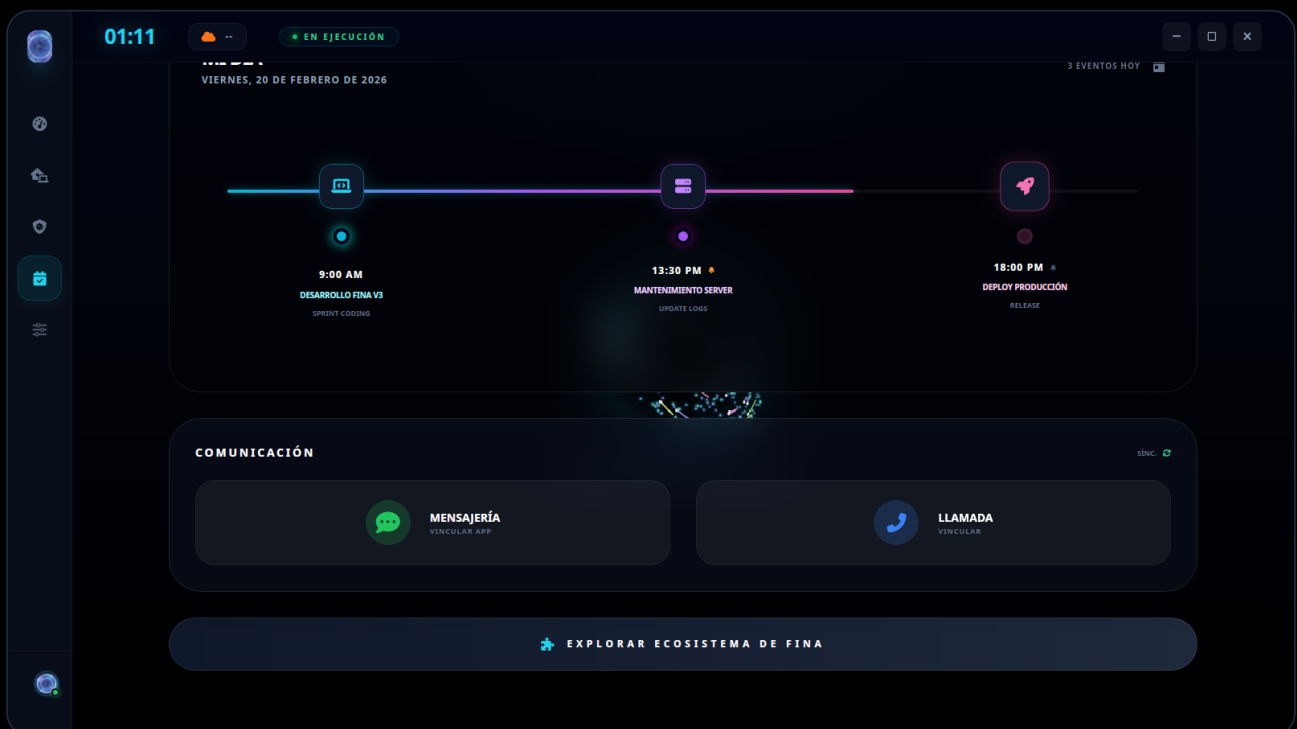 01:11
--
EN EJECUCIÓN
MI DÍA
VIERNES, 20 DE FEBRERO DE 2026
3 EVENTOS HOY
9:00 AM
DESARROLLO FINA V3
SPRINT CODING
13:30 PM
MANTENIMIENTO SERVER
UPDATE LOGS
18:00 PM
DEPLOY PRODUCCIÓN
RELEASE
COMUNICACIÓN
SÍNC.
MENSAJERÍA
VINCULAR APP
LLAMADA
VINCULAR
EXPLORAR ECOSISTEMA DE FINA